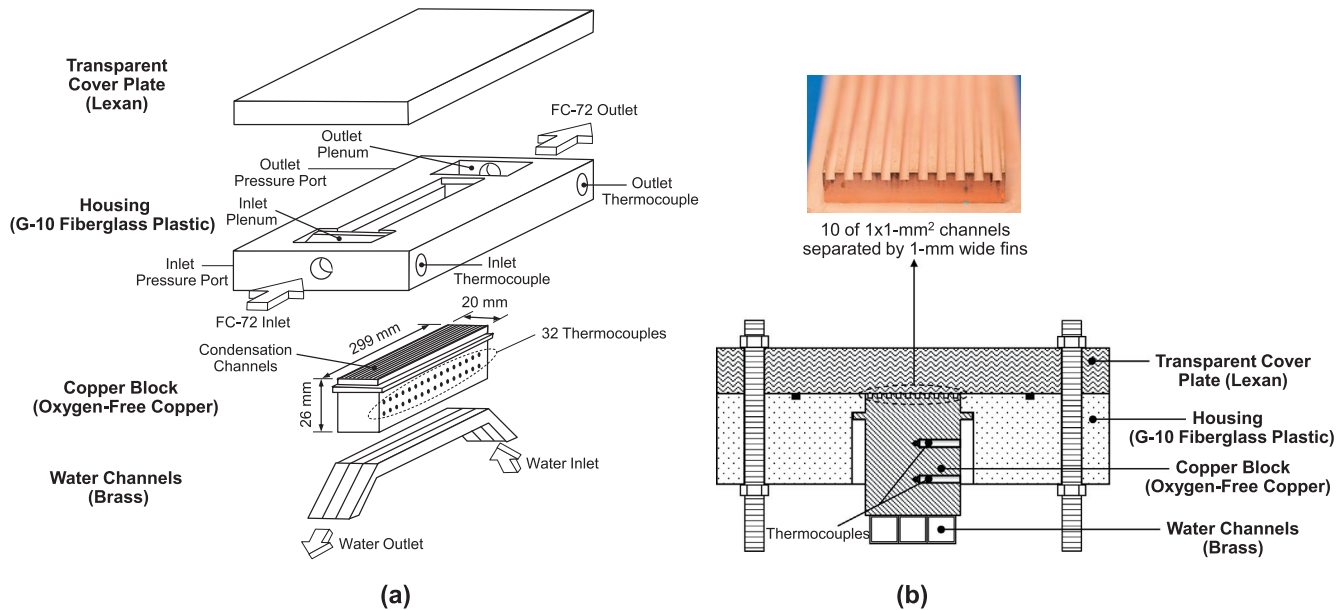 Transparent
Cover Plate
(Lexan)
FC-72 Outlet
Outlet
Plenum
Outlet
Pressure Port
Outlet
Thermocouple
Housing
(G-10 Fiberglass Plastic)
Inlet
Plenum
Inlet
Pressure Port
Inlet
Thermocouple
FC-72 Inlet
20 mm
299 mm
32 Thermocouples
Condensation
Channels
Copper Block
(Oxygen-Free Copper)
26 mm
Water Inlet
Water Channels
(Brass)
Water Outlet
(a)
10 of 1x1-mm² channels
separated by 1-mm wide fins
Transparent Cover
Plate (Lexan)
Housing
(G-10 Fiberglass Plastic)
Copper Block
(Oxygen-Free Copper)
Thermocouples
Water Channels
(Brass)
(b)